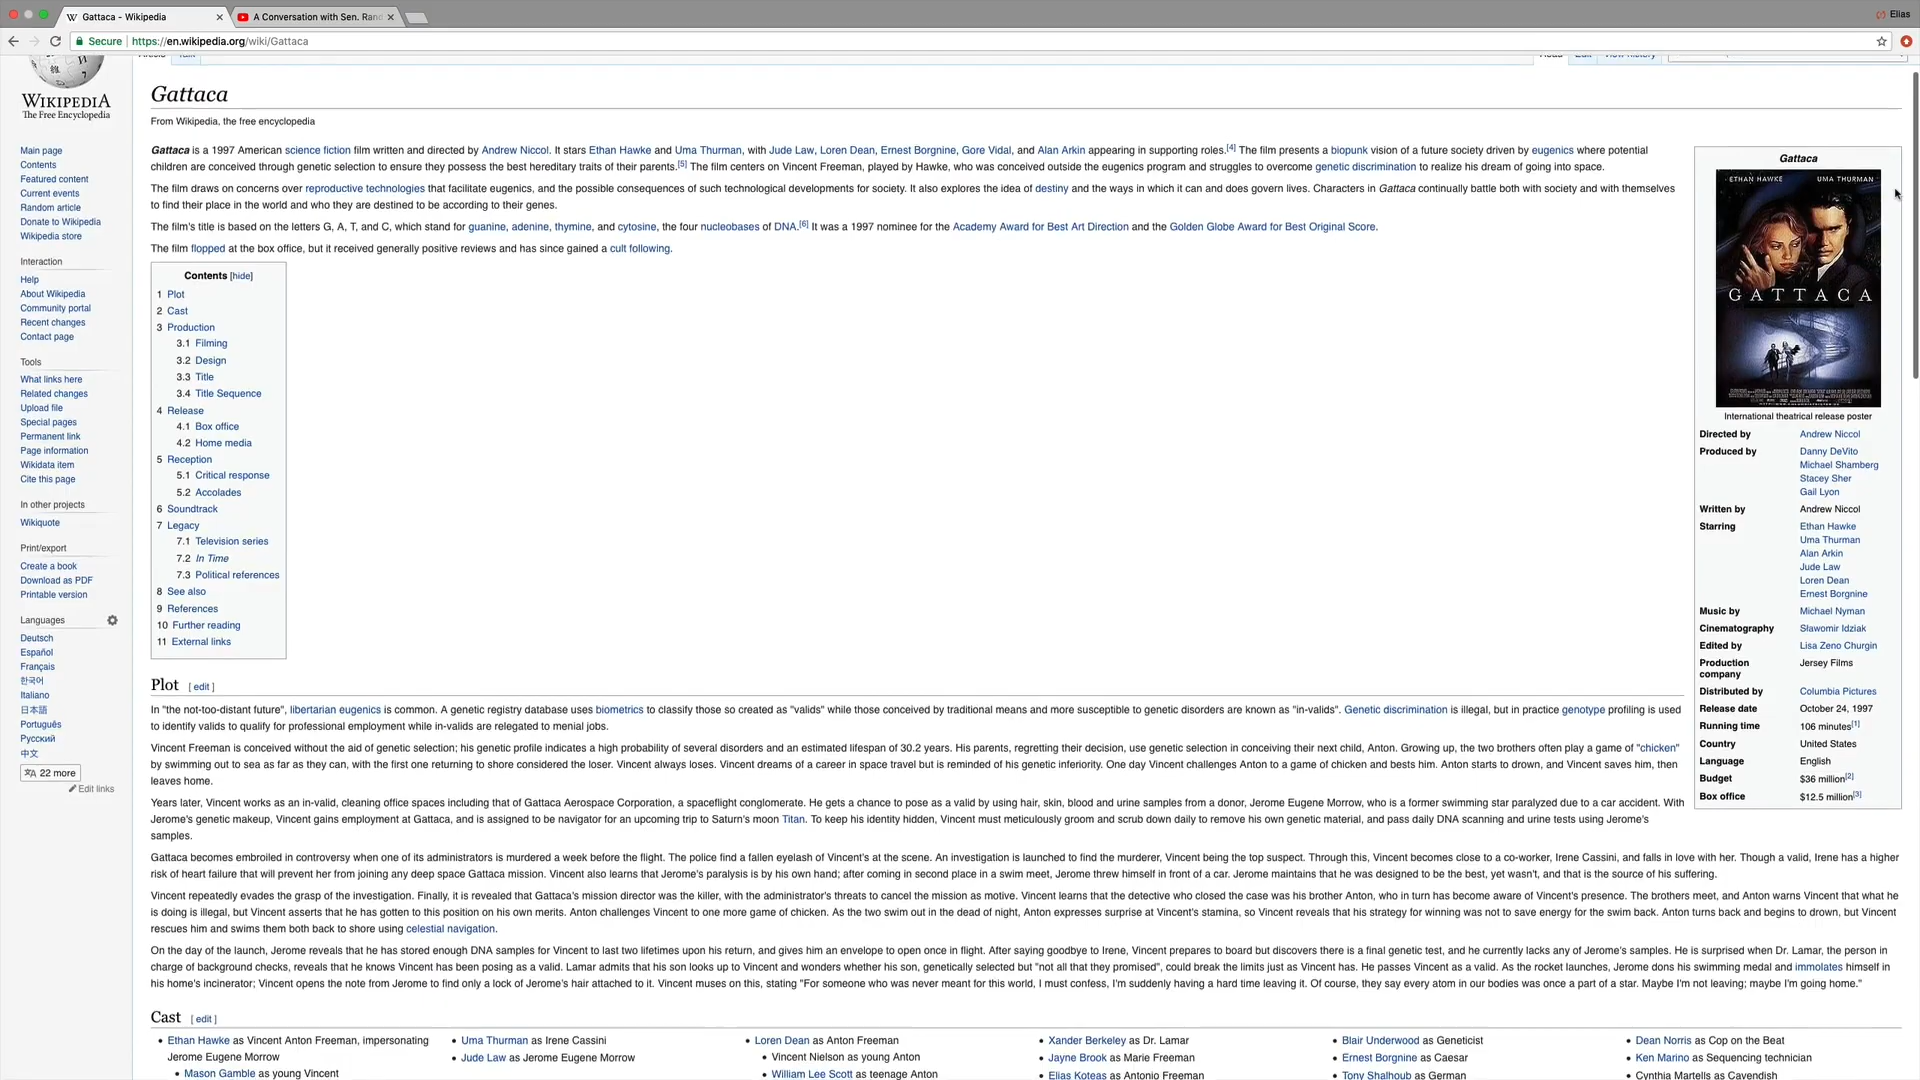 Gattaca - Wikipedia
A Conversation with Sen. Rand
Elias
Secure
https://en.wikipedia.org/wiki/Gattaca
WIKIPEDIA
The Free Encyclopedia
Main page
Contents
Featured content
Current events
Random article
Donate to Wikipedia
Wikipedia store
Interaction
Help
About Wikipedia
Community portal
Recent changes
Contact page
Tools
What links here
Related changes
Upload file
Special pages
Permanent link
Page information
Wikidata item
Cite this page
In other projects
Wikiquote
Print/export
Create a book
Download as PDF
Printable version
Languages
Deutsch
Español
Français
한국어
Italiano
日本語
Português
Русский
中文
22 more
Edit links
Gattaca
From Wikipedia, the free encyclopedia
Gattaca is a 1997 American science fiction film written and directed by Andrew Niccol. It stars Ethan Hawke and Uma Thurman, with Jude Law, Loren Dean, Ernest Borgnine, Gore Vidal, and Alan Arkin appearing in supporting roles.[4] The film presents a biopunk vision of a future society driven by eugenics where potential
children are conceived through genetic selection to ensure they possess the best hereditary traits of their parents.[5] The film centers on Vincent Freeman, played by Hawke, who was conceived outside the eugenics program and struggles to overcome genetic discrimination to realize his dream of going into space.
The film draws on concerns over reproductive technologies that facilitate eugenics, and the possible consequences of such technological developments for society. It also explores the idea of destiny and the ways in which it can and does govern lives. Characters in Gattaca continually battle both with society and with themselves
to find their place in the world and who they are destined to be according to their genes.
The film's title is based on the letters G, A, T, and C, which stand for guanine, adenine, thymine, and cytosine, the four nucleobases of DNA.[6] It was a 1997 nominee for the Academy Award for Best Art Direction and the Golden Globe Award for Best Original Score.
The film flopped at the box office, but it received generally positive reviews and has since gained a cult following.
Contents [hide]
1 Plot
2 Cast
3 Production
3.1 Filming
3.2 Design
3.3 Title
3.4 Title Sequence
4 Release
4.1 Box office
4.2 Home media
5 Reception
5.1 Critical response
5.2 Accolades
6 Soundtrack
7 Legacy
7.1 Television series
7.2 In Time
7.3 Political references
8 See also
9 References
10 Further reading
11 External links
Gattaca
ETHAN HAWKE UMA THURMAN
GATTACA
International theatrical release poster
Directed by Andrew Niccol
Produced by Danny DeVito
Michael Shamberg
Stacey Sher
Gail Lyon
Written by Andrew Niccol
Starring Ethan Hawke
Uma Thurman
Alan Arkin
Jude Law
Loren Dean
Ernest Borgnine
Music by Michael Nyman
Cinematography Sławomir Idziak
Edited by Lisa Zeno Churgin
Production Jersey Films
company
Distributed by Columbia Pictures
Release date October 24, 1997
Running time 106 minutes[1]
Country United States
Language English
Budget $36 million[2]
Box office $12.5 million[3]
Plot [ edit ]
In "the not-too-distant future", libertarian eugenics is common. A genetic registry database uses biometrics to classify those so created as "valids" while those conceived by traditional means and more susceptible to genetic disorders are known as "in-valids". Genetic discrimination is illegal, but in practice genotype profiling is used
to identify valids to qualify for professional employment while in-valids are relegated to menial jobs.
Vincent Freeman is conceived without the aid of genetic selection; his genetic profile indicates a high probability of several disorders and an estimated lifespan of 30.2 years. His parents, regretting their decision, use genetic selection in conceiving their next child, Anton. Growing up, the two brothers often play a game of "chicken"
by swimming out to sea as far as they can, with the first one returning to shore considered the loser. Vincent always loses. Vincent dreams of a career in space travel but is reminded of his genetic inferiority. One day Vincent challenges Anton to a game of chicken and bests him. Anton starts to drown, and Vincent saves him, then
leaves home.
Years later, Vincent works as an in-valid, cleaning office spaces including that of Gattaca Aerospace Corporation, a spaceflight conglomerate. He gets a chance to pose as a valid by using hair, skin, blood and urine samples from a donor, Jerome Eugene Morrow, who is a former swimming star paralyzed due to a car accident. With
Jerome's genetic makeup, Vincent gains employment at Gattaca, and is assigned to be navigator for an upcoming trip to Saturn's moon Titan. To keep his identity hidden, Vincent must meticulously groom and scrub down daily to remove his own genetic material, and pass daily DNA scanning and urine tests using Jerome's
samples.
Gattaca becomes embroiled in controversy when one of its administrators is murdered a week before the flight. The police find a fallen eyelash of Vincent's at the scene. An investigation is launched to find the murderer, Vincent being the top suspect. Through this, Vincent becomes close to a co-worker, Irene Cassini, and falls in love with her. Though a valid, Irene has a higher
risk of heart failure that will prevent her from joining any deep space Gattaca mission. Vincent also learns that Jerome's paralysis is by his own hand; after coming in second place in a swim meet, Jerome threw himself in front of a car. Jerome maintains that he was designed to be the best, yet wasn't, and that is the source of his suffering.
Vincent repeatedly evades the grasp of the investigation. Finally, it is revealed that Gattaca's mission director was the killer, with the administrator's threats to cancel the mission as motive. Vincent learns that the detective who closed the case was his brother Anton, who in turn has become aware of Vincent's presence. The brothers meet, and Anton warns Vincent that what he
is doing is illegal, but Vincent asserts that he has gotten to this position on his own merits. Anton challenges Vincent to one more game of chicken. As the two swim out in the dead of night, Anton expresses surprise at Vincent's stamina, so Vincent reveals that his strategy for winning was not to save energy for the swim back. Anton turns back and begins to drown, but Vincent
rescues him and swims them both back to shore using celestial navigation.
On the day of the launch, Jerome reveals that he has stored enough DNA samples for Vincent to last two lifetimes upon his return, and gives him an envelope to open once in flight. After saying goodbye to Irene, Vincent prepares to board but discovers there is a final genetic test, and he currently lacks any of Jerome's samples. He is surprised when Dr. Lamar, the person in
charge of background checks, reveals that he knows Vincent has been posing as a valid. Lamar admits that his son looks up to Vincent and wonders whether his son, genetically selected but "not all that they promised", could break the limits just as Vincent has. He passes Vincent as a valid. As the rocket launches, Jerome dons his swimming medal and immolates himself in
his home's incinerator; Vincent opens the note from Jerome to find only a lock of Jerome's hair attached to it. Vincent muses on this, stating "For someone who was never meant for this world, I must confess, I'm suddenly having a hard time leaving it. Of course, they say every atom in our bodies was once a part of a star. Maybe I'm not leaving; maybe I'm going home."
Cast [ edit ]
Ethan Hawke as Vincent Anton Freeman, impersonating
Jerome Eugene Morrow
Mason Gamble as young Vincent
Uma Thurman as Irene Cassini
Jude Law as Jerome Eugene Morrow
Loren Dean as Anton Freeman
Vincent Nielson as young Anton
William Lee Scott as teenage Anton
Xander Berkeley as Dr. Lamar
Jayne Brook as Marie Freeman
Elias Koteas as Antonio Freeman
Blair Underwood as Geneticist
Ernest Borgnine as Caesar
Tony Shalhoub as German
Dean Norris as Cop on the Beat
Ken Marino as Sequencing technician
Cynthia Martells as Cavendish